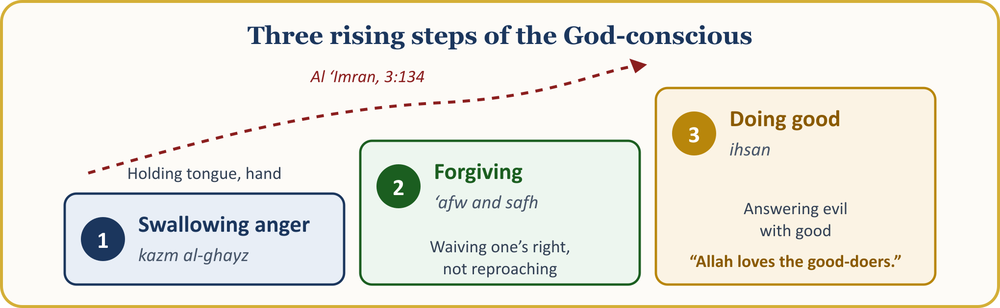 Three rising steps of the God-conscious
Al ‘Imran, 3:134
Holding tongue, hand
1
Swallowing anger
kazm al-ghayz
2
Forgiving
‘afw and safh
Waiving one’s right,
not reproaching
3
Doing good
ihsan
Answering evil
with good
“Allah loves the good-doers.”